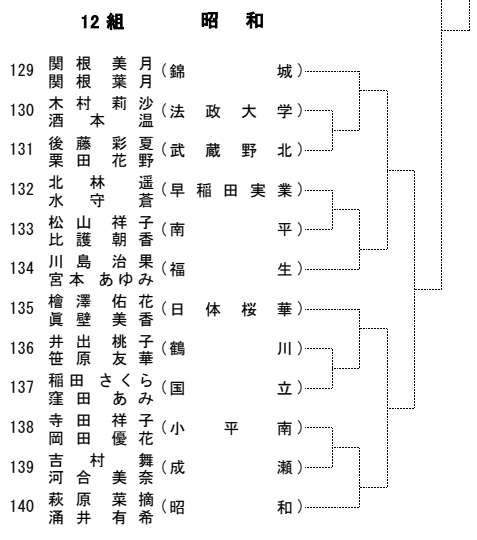 12 組 昭 和
関 根 美 月
129 (錦 城)
関 根 葉 月
木 村 莉 沙
130 (法 政 大 学)
酒 本 温
後 藤 彩 夏
131 (武 蔵 野 北)
栗 田 花 野
北 林 遥
132 (早 稲 田 実 業)
水 守 蒼
松 山 祥 子
133 (南 平)
比 護 朝 香
川 島 治 果
134 (福 生)
宮 本 あ ゆ み
檜 澤 佑 花
135 (日 体 桜 華)
眞 壁 美 香
井 出 桃 子
136 (鶴 川)
笹 原 友 華
稲 田 さ く ら
137 (国 立)
窪 田 あ み
寺 田 祥 子
138 (小 平 南)
岡 田 優 花
吉 村 舞
139 (成 瀬)
河 合 美 奈
萩 原 菜 摘
140 (昭 和)
涌 井 有 希